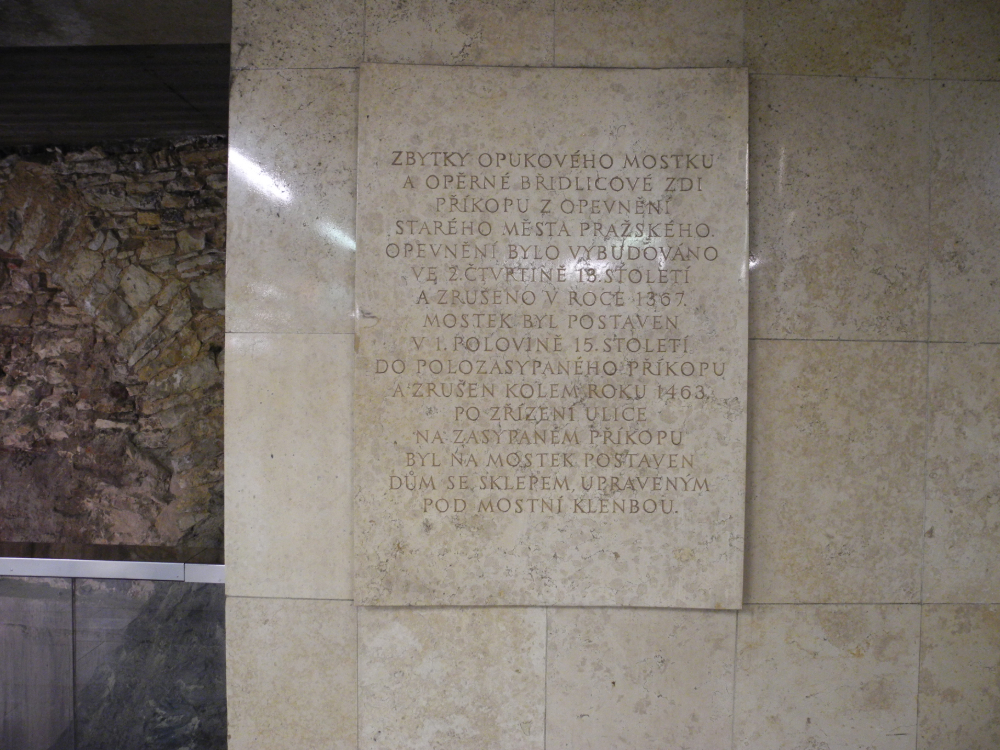 ZBYTKY OPUKOVÉHO MOSTKU
A OPĚRNÉ BŘIDLICOVÉ ZDI
PŘÍKOPU Z OPEVNĚNÍ
STARÉHO MĚSTA PRAŽSKÉHO.
OPEVNĚNÍ BYLO VYBUDOVÁNO
VE 2.ČTVRTINĚ 13.STOLETÍ
A ZRUŠENO V ROCE 1367.
MOSTEK BYL POSTAVEN
V 1.POLOVINĚ 15.STOLETÍ
DO POLOZASYPANÉHO PŘÍKOPU
A ZRUŠEN KOLEM ROKU 1463.
PO ZŘÍZENÍ ULICE
NA ZASYPANÉM PŘÍKOPU
BYL NA MOSTEK POSTAVEN
DŮM SE SKLEPEM, UPRAVENÝM
POD MOSTNÍ KLENBOU.